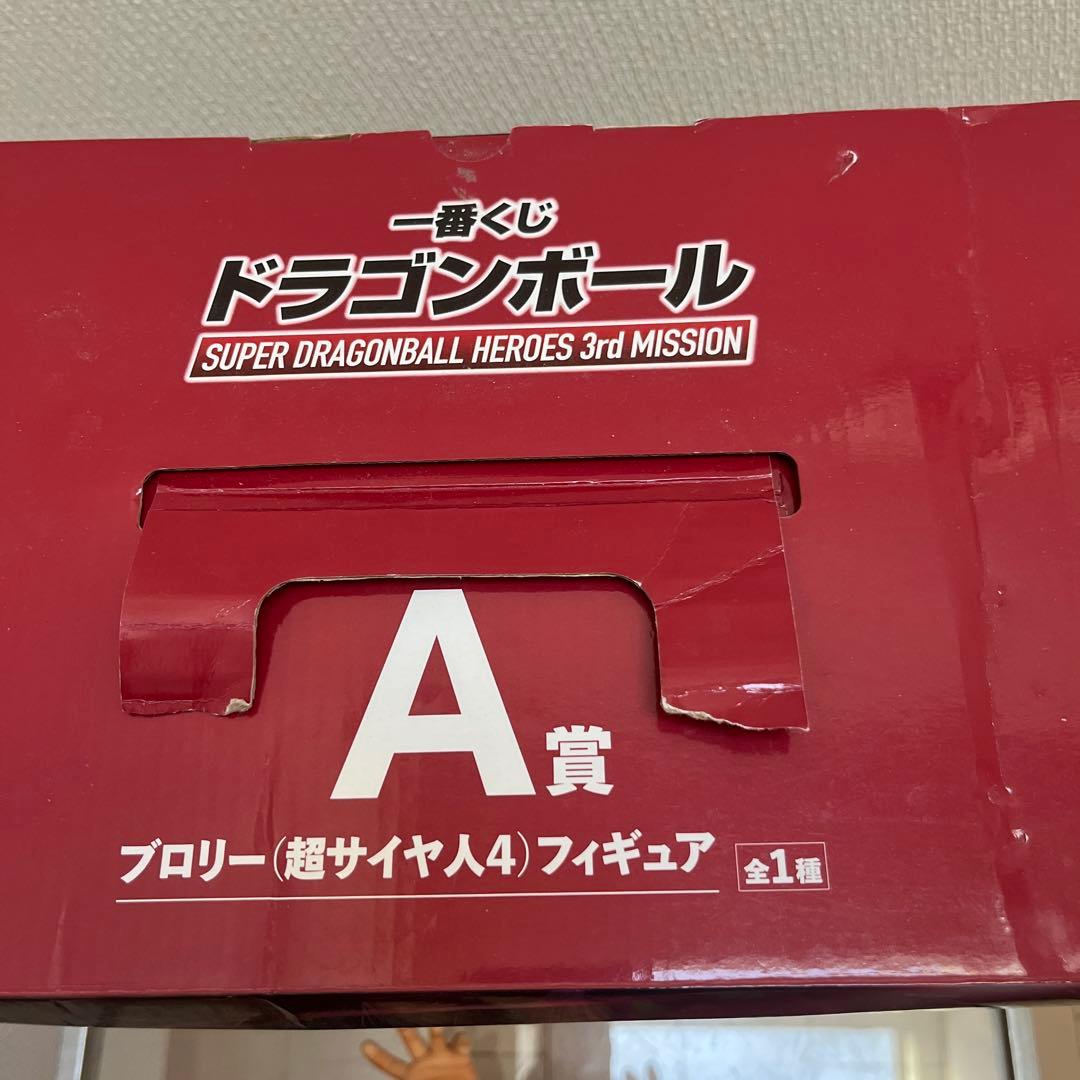 一番くじ
ドラゴンボール
SUPER DRAGONBALL HEROES 3rd MISSION
A賞
ブロリー(超サイヤ人4)フィギュア 全1種